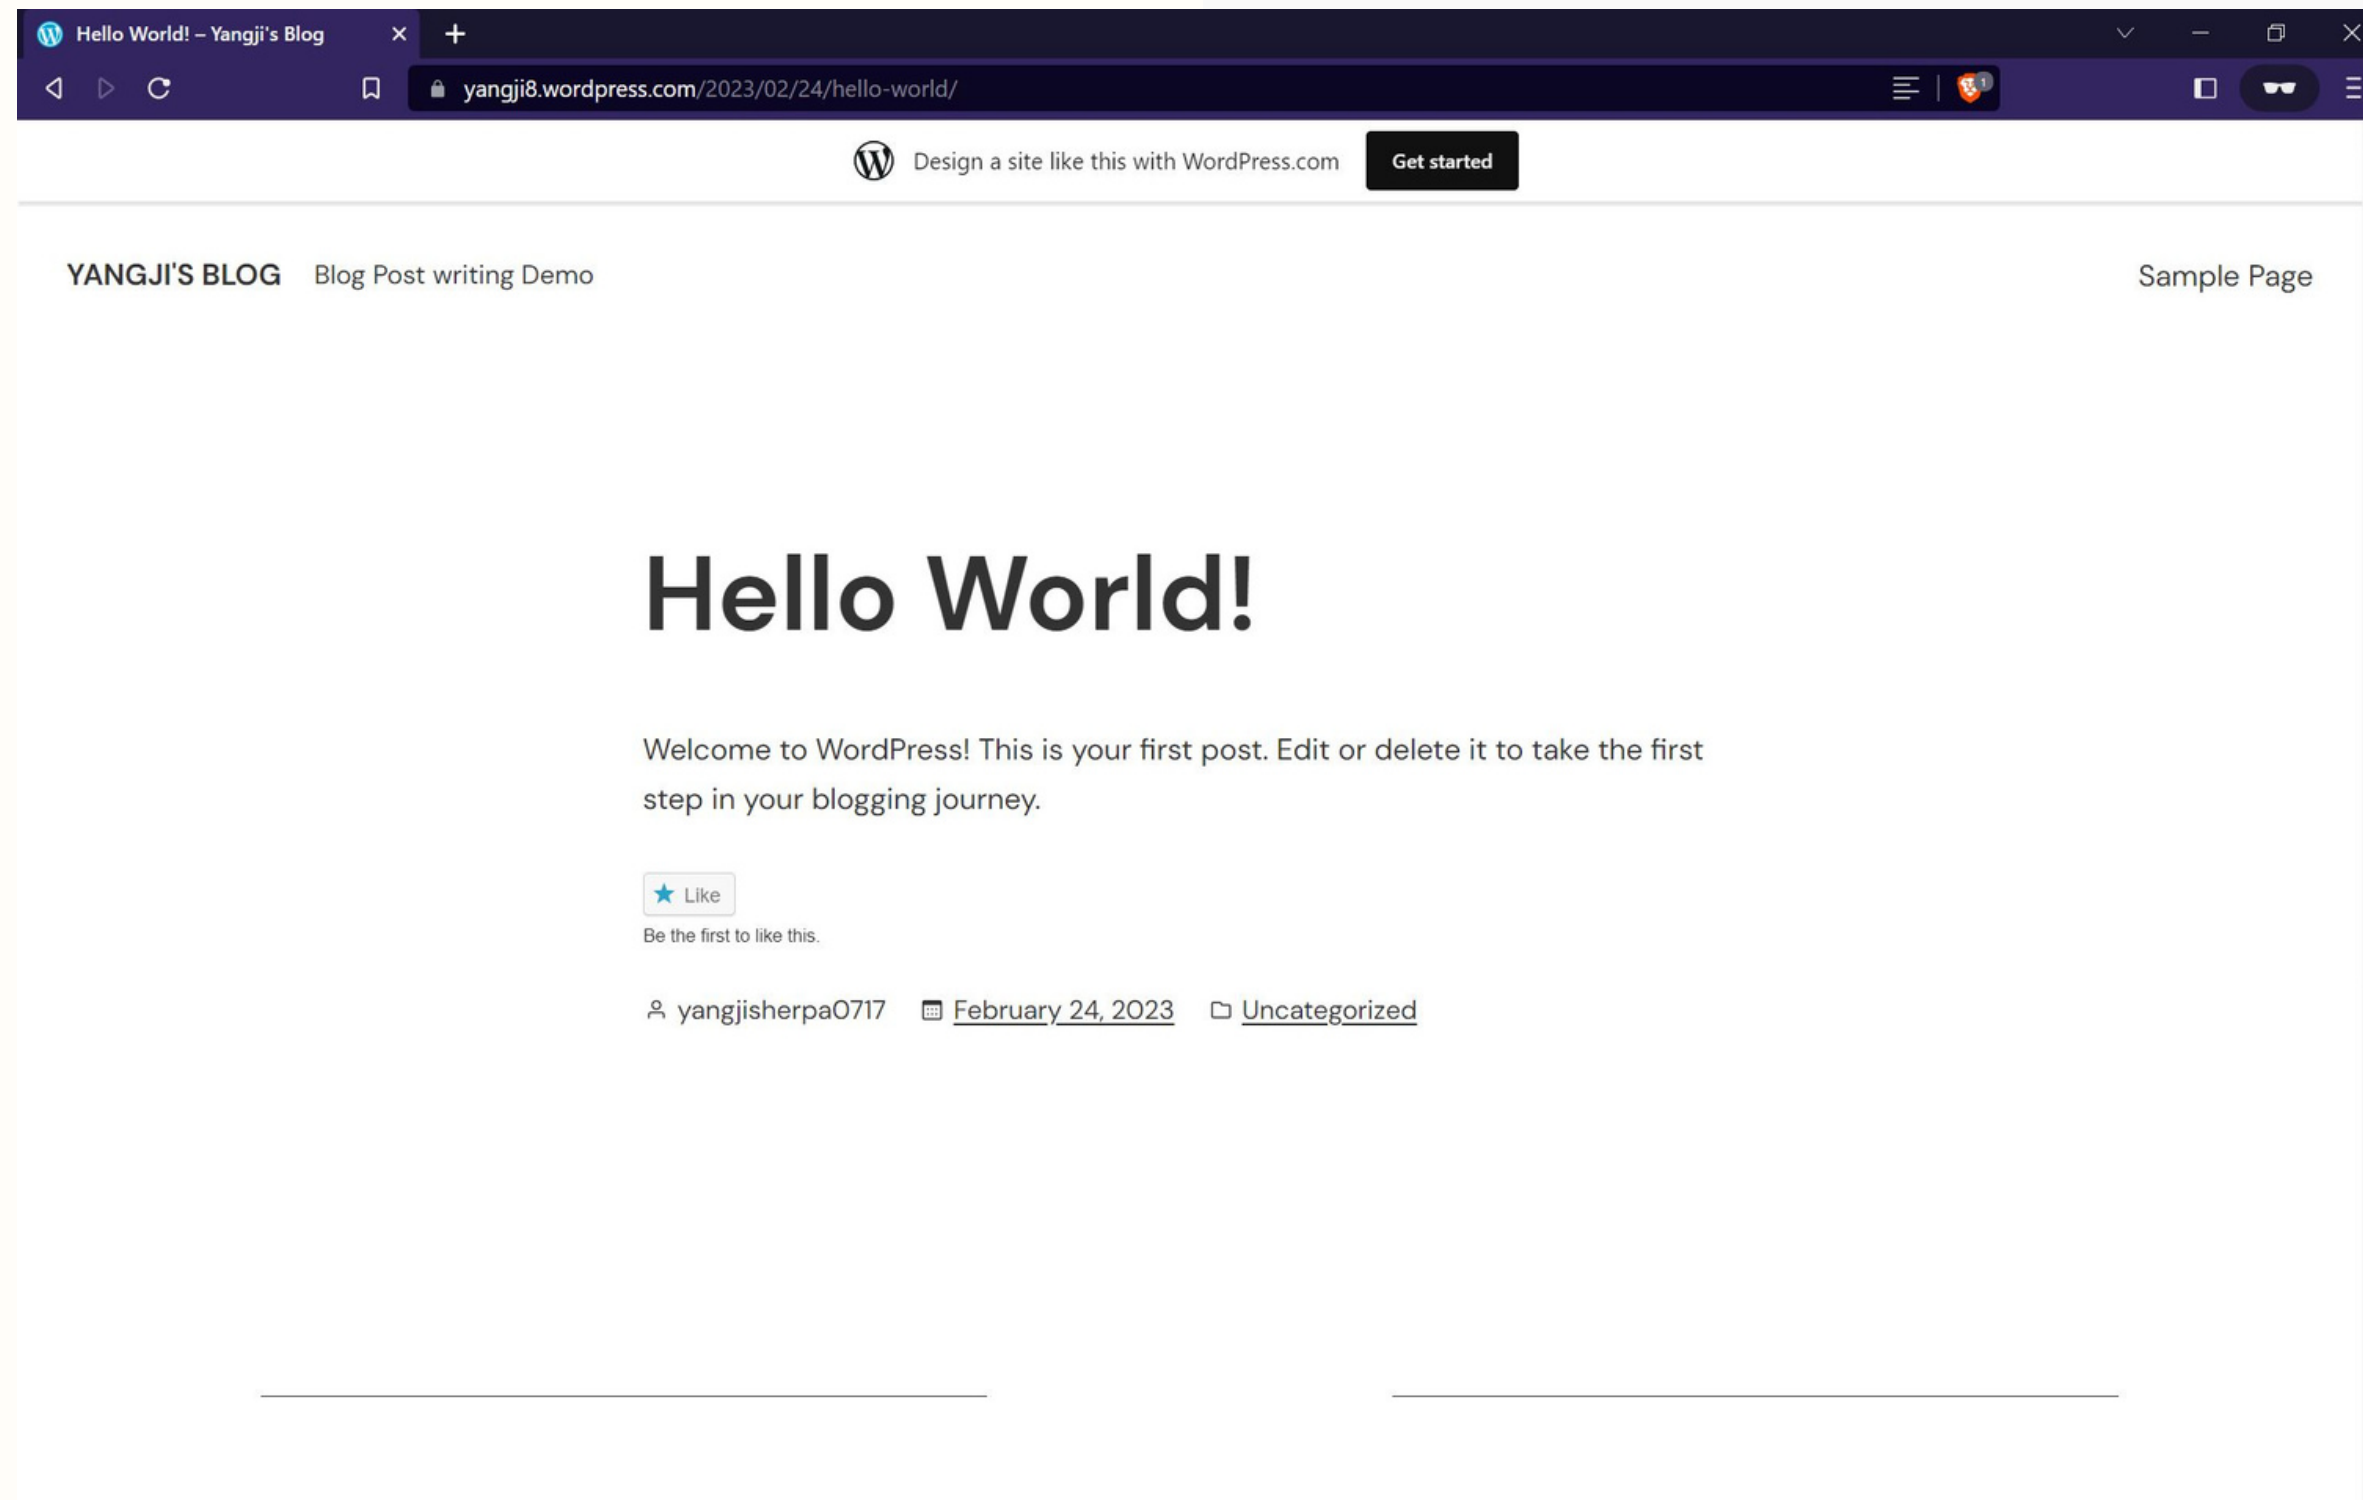 Hello World! – Yangji's Blog
yangji8.wordpress.com/2023/02/24/hello-world/
1
Design a site like this with WordPress.com Get started
YANGJI'S BLOG Blog Post writing Demo Sample Page
Hello World!
Welcome to WordPress! This is your first post. Edit or delete it to take the first
step in your blogging journey.
Like
Be the first to like this.
yangjisherpa0717 February 24, 2023 Uncategorized